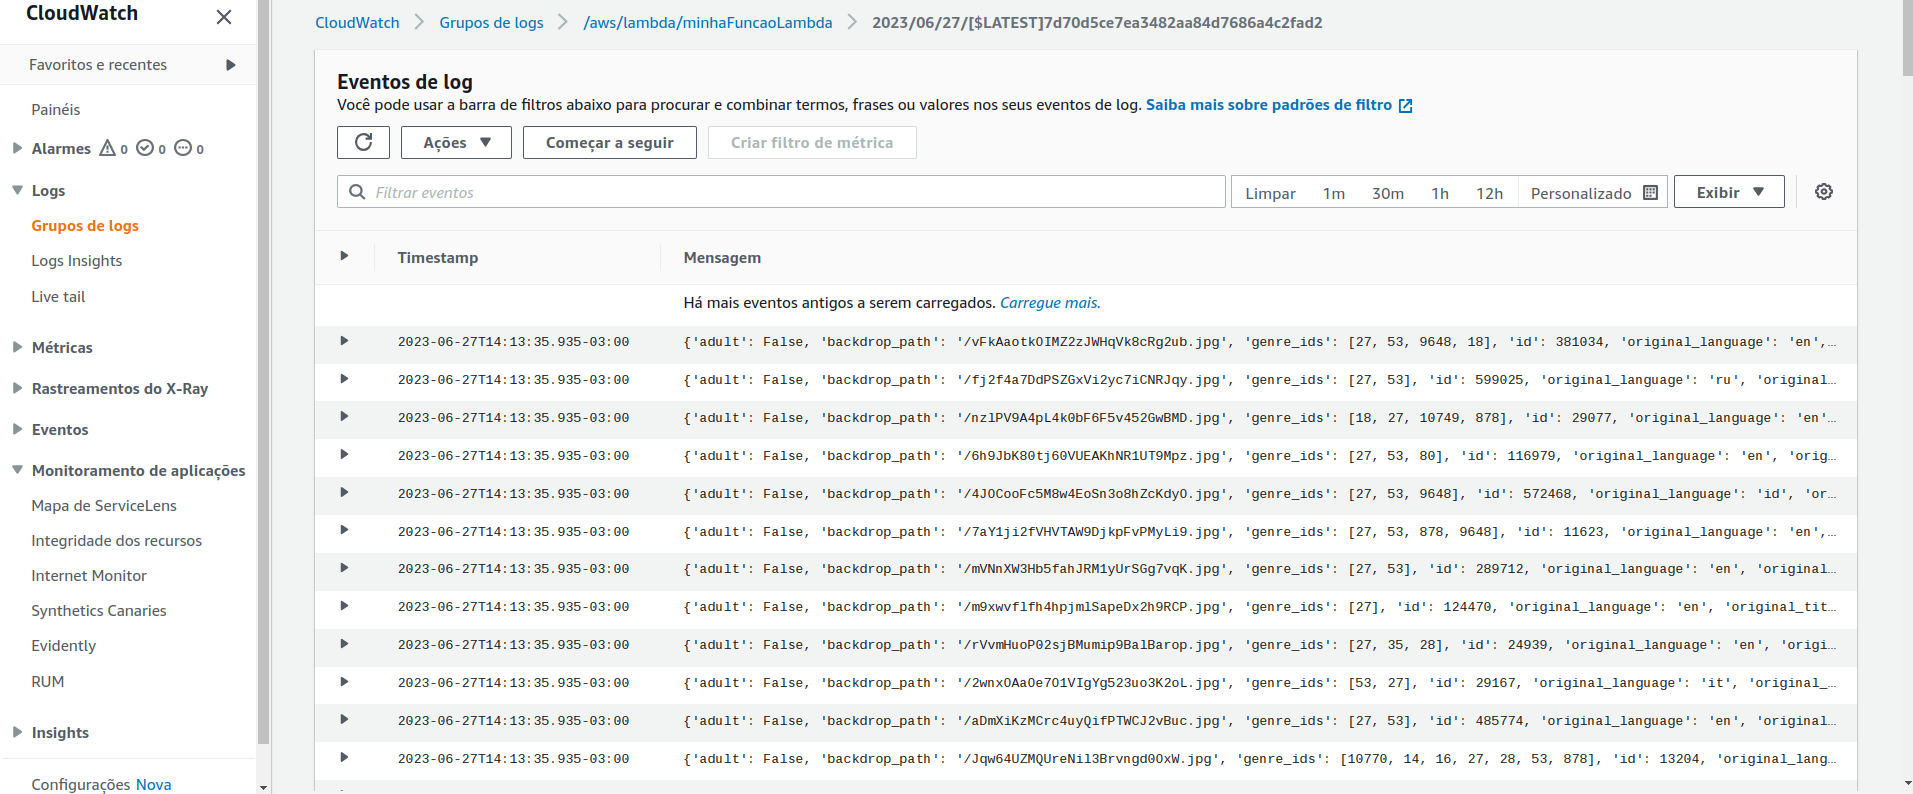 CloudWatch
Favoritos e recentes
Painéis
Alarmes 0 0 0
Logs
Grupos de logs
Logs Insights
Live tail
Métricas
Rastreamentos do X-Ray
Eventos
Monitoramento de aplicações
Mapa de ServiceLens
Integridade dos recursos
Internet Monitor
Synthetics Canaries
Evidently
RUM
Insights
Configurações Nova
CloudWatch Grupos de logs /aws/lambda/minhaFuncaoLambda 2023/06/27/[$LATEST]7d70d5ce7ea3482aa84d7686a4c2fad2
Eventos de log
Você pode usar a barra de filtros abaixo para procurar e combinar termos, frases ou valores nos seus eventos de log. Saiba mais sobre padrões de filtro
Ações Começar a seguir Criar filtro de métrica
Filtrar eventos Limpar 1m 30m 1h 12h Personalizado Exibir
Timestamp Mensagem
Há mais eventos antigos a serem carregados. Carregue mais.
2023-06-27T14:13:35.935-03:00 {'adult': False, 'backdrop_path': '/vFkAaotkOIMZ2zJWHqVk8cRg2ub.jpg', 'genre_ids': [27, 53, 9648, 18], 'id': 381034, 'original_language': 'en',…
2023-06-27T14:13:35.935-03:00 {'adult': False, 'backdrop_path': '/fj2f4a7DdPSZGxVi2yc7iCNRJqy.jpg', 'genre_ids': [27, 53], 'id': 599025, 'original_language': 'ru', 'original…
2023-06-27T14:13:35.935-03:00 {'adult': False, 'backdrop_path': '/nzlPV9A4pL4k0bF6F5v452GwBMD.jpg', 'genre_ids': [18, 27, 10749, 878], 'id': 29077, 'original_language': 'en'…
2023-06-27T14:13:35.935-03:00 {'adult': False, 'backdrop_path': '/6h9JbK80tj60VUEAKhNR1UT9Mpz.jpg', 'genre_ids': [27, 53, 80], 'id': 116979, 'original_language': 'en', 'orig…
2023-06-27T14:13:35.935-03:00 {'adult': False, 'backdrop_path': '/4JOCooFc5M8w4EoSn3o8hZcKdyO.jpg', 'genre_ids': [27, 53, 9648], 'id': 572468, 'original_language': 'id', 'or…
2023-06-27T14:13:35.935-03:00 {'adult': False, 'backdrop_path': '/7aY1ji2fVHVTAW9DjkpFvPMyLi9.jpg', 'genre_ids': [27, 53, 878, 9648], 'id': 11623, 'original_language': 'en',…
2023-06-27T14:13:35.935-03:00 {'adult': False, 'backdrop_path': '/mVNnXW3Hb5fahJRM1yUrSGg7vqK.jpg', 'genre_ids': [27, 53], 'id': 289712, 'original_language': 'en', 'original…
2023-06-27T14:13:35.935-03:00 {'adult': False, 'backdrop_path': '/m9xwvflfh4hpjmlSapeDx2h9RCP.jpg', 'genre_ids': [27], 'id': 124470, 'original_language': 'en', 'original_tit…
2023-06-27T14:13:35.935-03:00 {'adult': False, 'backdrop_path': '/rVvmHuoP02sjBMumip9BalBarop.jpg', 'genre_ids': [27, 35, 28], 'id': 24939, 'original_language': 'en', 'origi…
2023-06-27T14:13:35.935-03:00 {'adult': False, 'backdrop_path': '/2wnxOAaOe7O1VIgYg523uo3K2oL.jpg', 'genre_ids': [53, 27], 'id': 29167, 'original_language': 'it', 'original_…
2023-06-27T14:13:35.935-03:00 {'adult': False, 'backdrop_path': '/aDmXiKzMCrc4uyQifPTWCJ2vBuc.jpg', 'genre_ids': [27, 53], 'id': 485774, 'original_language': 'en', 'original…
2023-06-27T14:13:35.935-03:00 {'adult': False, 'backdrop_path': '/Jqw64UZMQUreNil3Brvngd0OxW.jpg', 'genre_ids': [10770, 14, 16, 27, 28, 53, 878], 'id': 13204, 'original_lang…